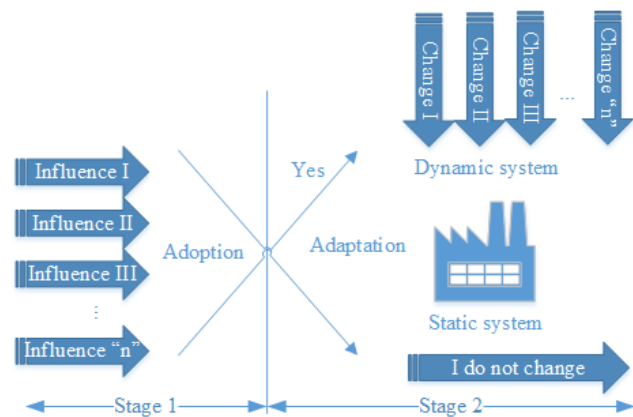 Influence I
Influence II
Influence III
...
Influence “n”
Adoption
Yes
Adaptation
Change I
Change II
Change III
...
Change “n”
Dynamic system
Static system
I do not change
Stage 1
Stage 2